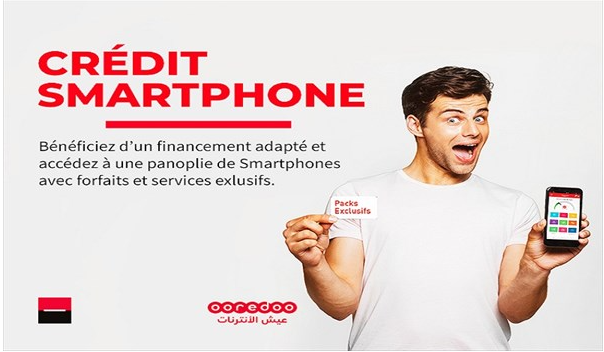 CRÉDIT
SMARTPHONE
Bénéficiez d'un financement adapté et
accédez à une panoplie de Smartphones
avec forfaits et services exlusifs.
Packs
Exclusifs
ooredoo
عيش الأنترنات